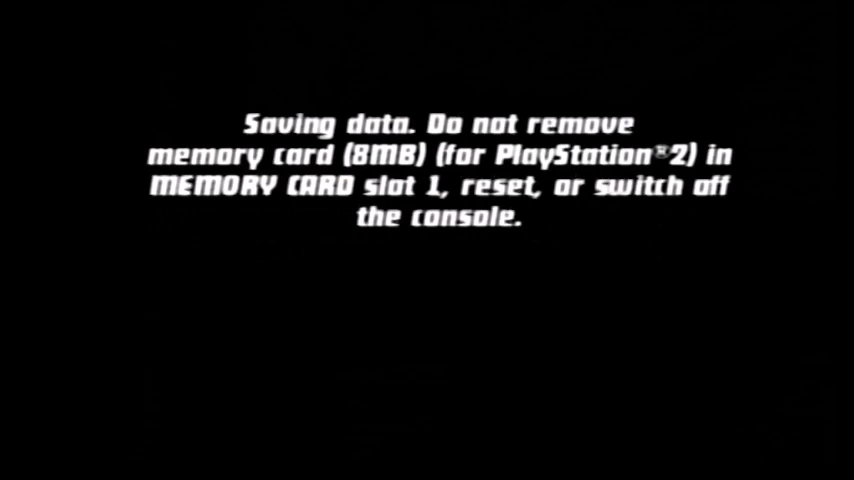 Saving data. Do not remove
memory card (8MB) (for PlayStation®2) in
MEMORY CARD slot 1, reset, or switch off
the console.